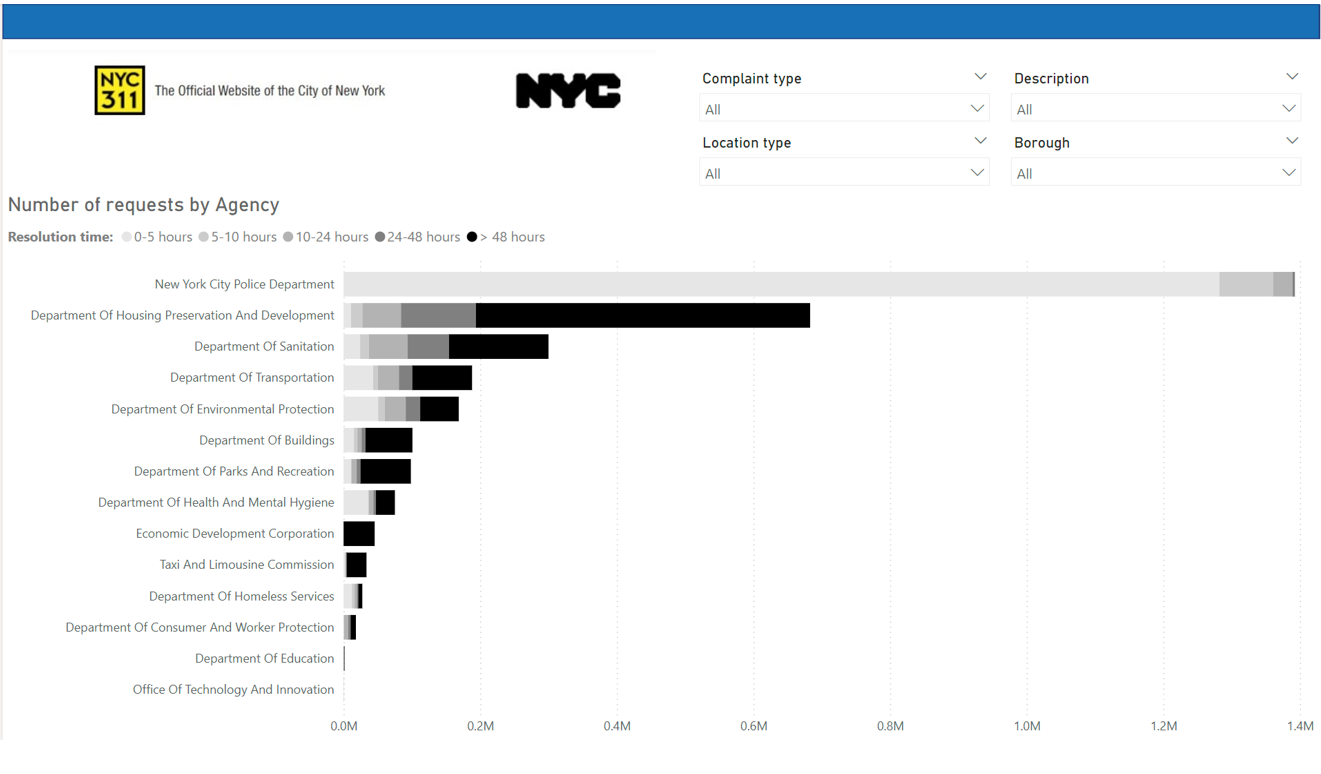 NYC
311
The Official Website of the City of New York
NYC
Complaint type
Description
All
All
Location type
Borough
All
All
Number of requests by Agency
Resolution time: 0-5 hours 5-10 hours 10-24 hours 24-48 hours > 48 hours
New York City Police Department
Department Of Housing Preservation And Development
Department Of Sanitation
Department Of Transportation
Department Of Environmental Protection
Department Of Buildings
Department Of Parks And Recreation
Department Of Health And Mental Hygiene
Economic Development Corporation
Taxi And Limousine Commission
Department Of Homeless Services
Department Of Consumer And Worker Protection
Department Of Education
Office Of Technology And Innovation
0.0M 0.2M 0.4M 0.6M 0.8M 1.0M 1.2M 1.4M